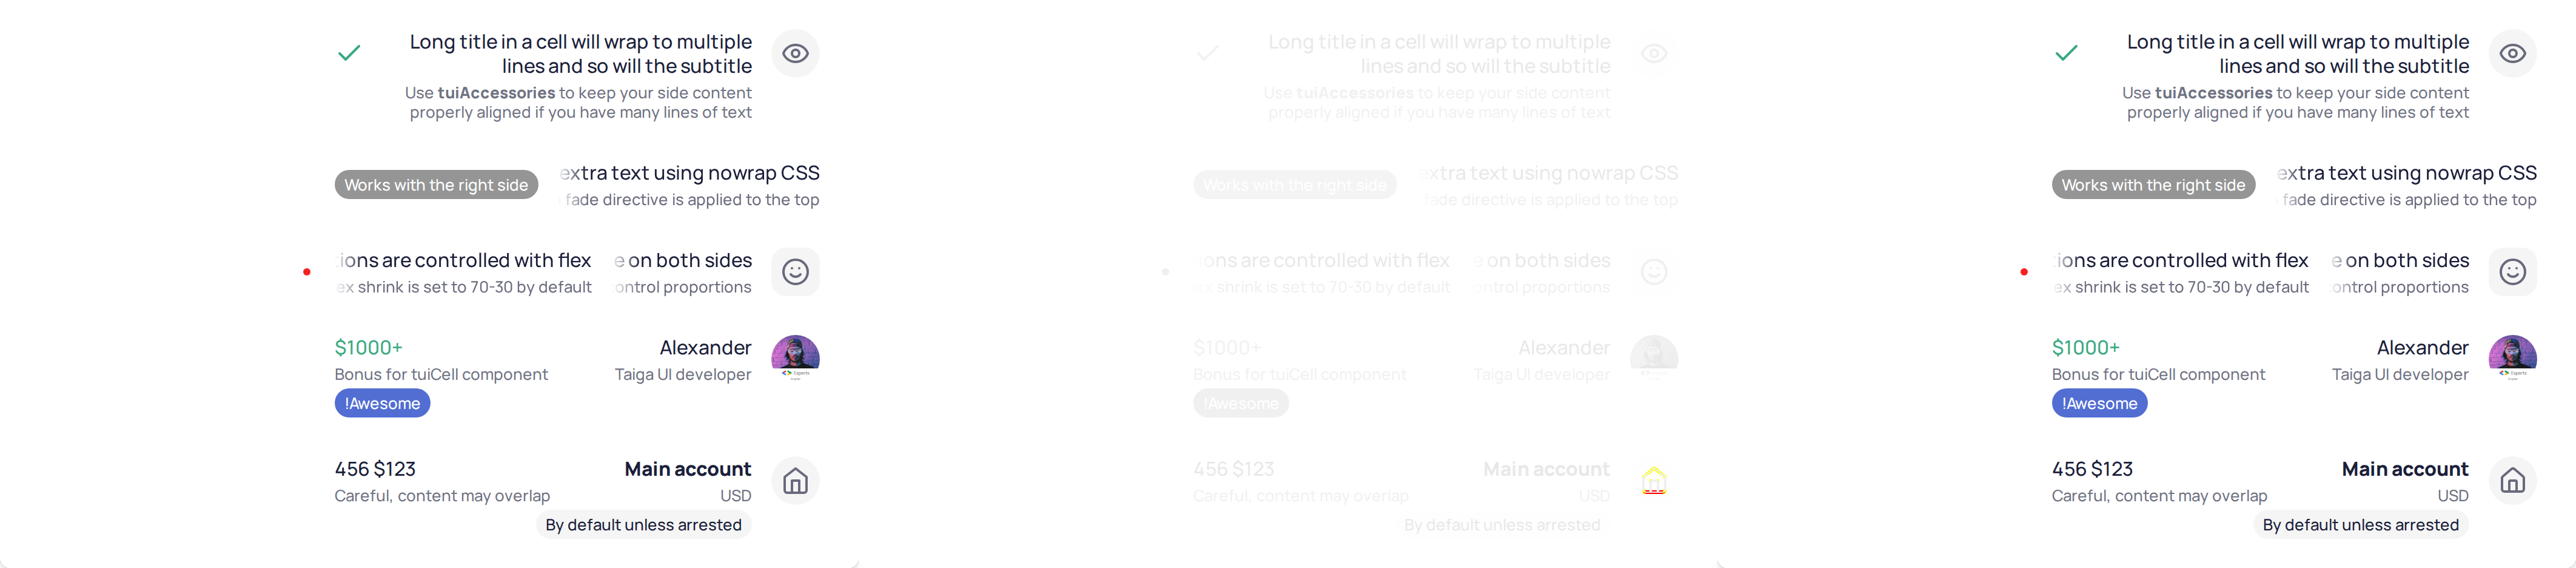 Long title in a cell will wrap to multiple
lines and so will the subtitle
Use tuiAccessories to keep your side content
properly aligned if you have many lines of text
Works with the right side
extra text using nowrap CSS
fade directive is applied to the top
ions are controlled with flex
ex shrink is set to 70-30 by default
e on both sides
ontrol proportions
$1000+
Bonus for tuiCell component
!Awesome
Alexander
Taiga UI developer
456 $123
Careful, content may overlap
Main account
USD
By default unless arrested
Long title in a cell will wrap to multiple
lines and so will the subtitle
Use tuiAccessories to keep your side content
properly aligned if you have many lines of text
Works with the right side
extra text using nowrap CSS
fade directive is applied to the top
ions are controlled with flex
ex shrink is set to 70-30 by default
e on both sides
ontrol proportions
$1000+
Bonus for tuiCell component
!Awesome
Alexander
Taiga UI developer
456 $123
Careful, content may overlap
Main account
USD
By default unless arrested
Long title in a cell will wrap to multiple
lines and so will the subtitle
Use tuiAccessories to keep your side content
properly aligned if you have many lines of text
Works with the right side
extra text using nowrap CSS
fade directive is applied to the top
ions are controlled with flex
ex shrink is set to 70-30 by default
e on both sides
ontrol proportions
$1000+
Bonus for tuiCell component
!Awesome
Alexander
Taiga UI developer
456 $123
Careful, content may overlap
Main account
USD
By default unless arrested